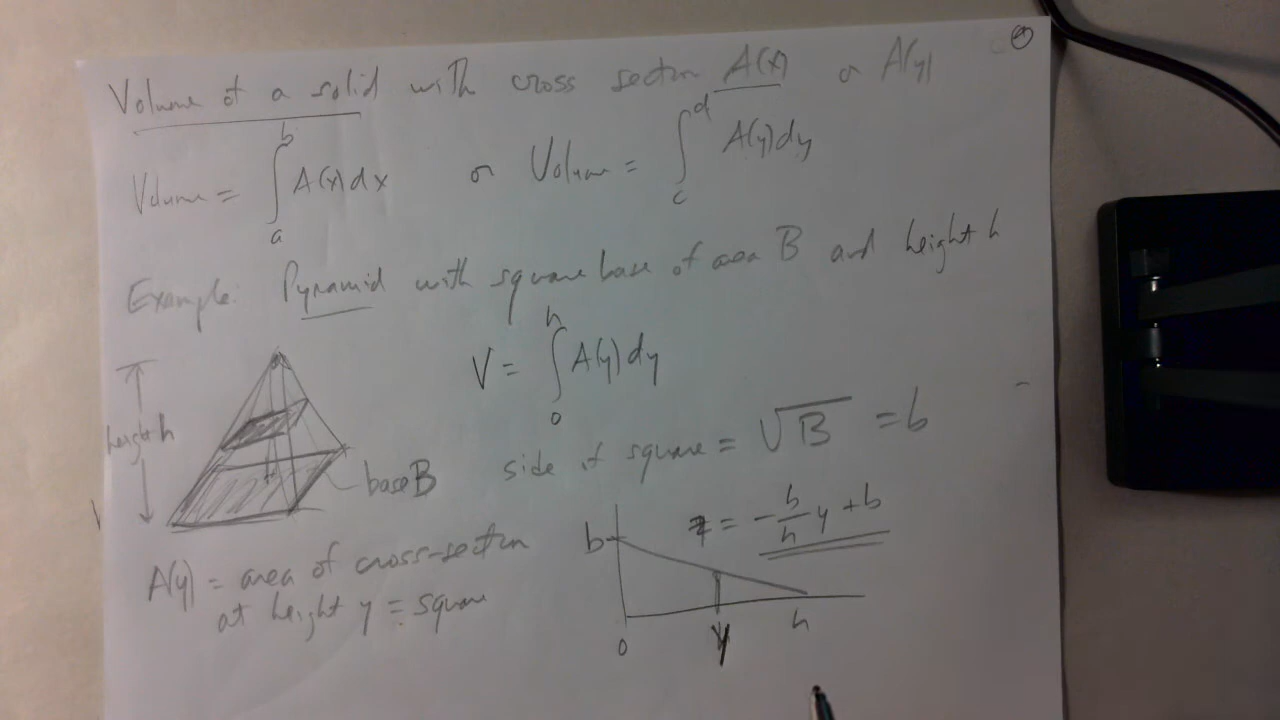 Volume of a solid with cross section A(x) or A(y)
Volume = ∫_a^b A(x)dx or Volume = ∫_c^d A(y)dy
Example: Pyramid with square base of area B and height h
V = ∫_0^h A(y)dy
height h
base B
side of square = √B = b
A(y) = area of cross-section
at height y = square
b
= -b/h y + b
0
y
h